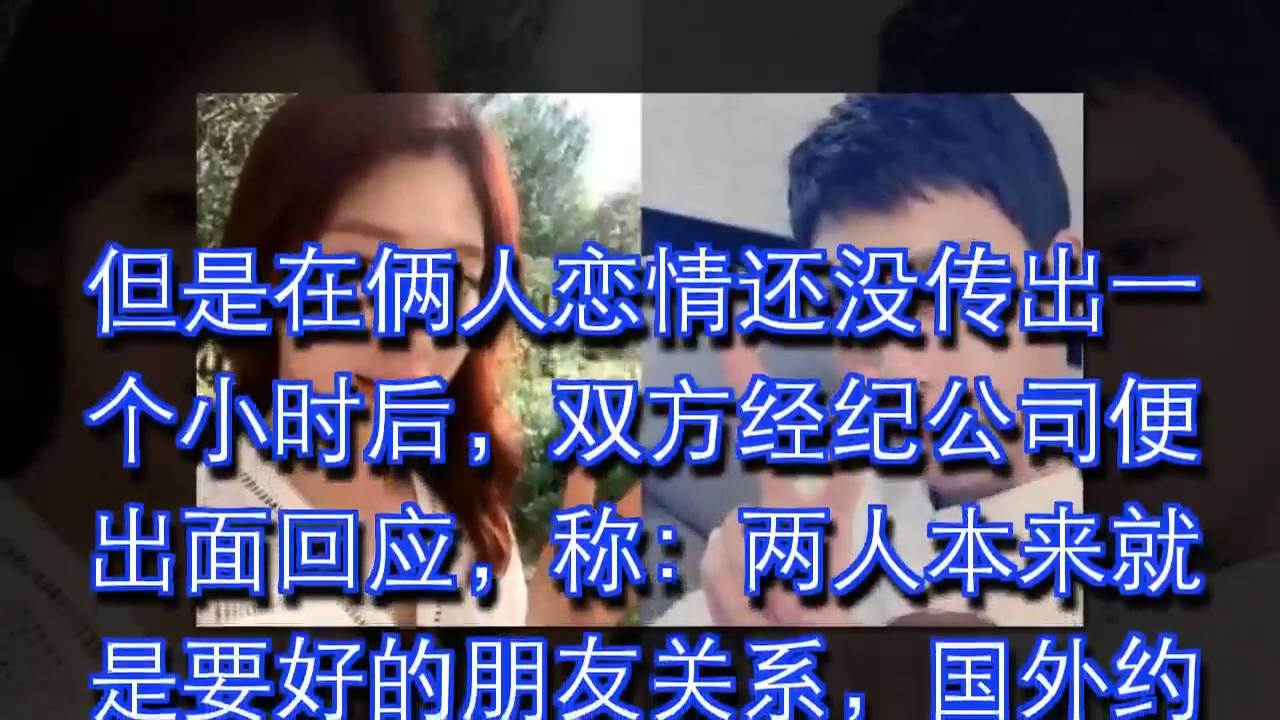 但是在俩人恋情还没传出一
个小时后，双方经纪公司便
出面回应，称：两人本来就
是要好的朋友关系，国外约